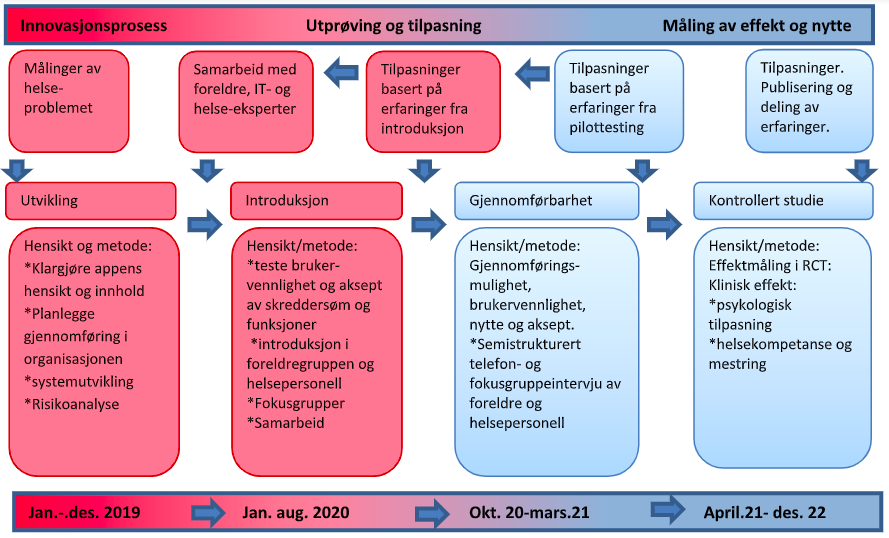 Innovasjonsprosess
Utprøving og tilpasning
Måling av effekt og nytte
Målinger av
helse-
problemet
Samarbeid med
foreldre, IT- og
helse-eksperter
Tilpasninger
basert på
erfaringer fra
introduksjon
Tilpasninger
basert på
erfaringer fra
pilottesting
Tilpasninger.
Publisering og
deling av
erfaringer.
Utvikling
Introduksjon
Gjennomførbarhet
Kontrollert studie
Hensikt og metode:
*Klargjøre appens
hensikt og innhold
*Planlegge
gjennomføring i
organisasjonen
*systemutvikling
*Risikoanalyse
Hensikt/metode:
*teste bruker-
vennlighet og aksept
av skreddersøm og
funksjoner
*introduksjon i
foreldregruppen og
helsepersonell
*Fokusgrupper
*Samarbeid
Hensikt/metode:
Gjennomførings-
mulighet,
brukervennlighet,
nytte og aksept.
*Semistrukturert
telefon- og
fokusgruppeintervju av
foreldre og
helsepersonell
Hensikt/metode:
Effektmåling i RCT:
Klinisk effekt:
*psykologisk
tilpasning
*helsekompetanse og
mestring
Jan.-.des. 2019
Jan. aug. 2020
Okt. 20-mars.21
April.21- des. 22